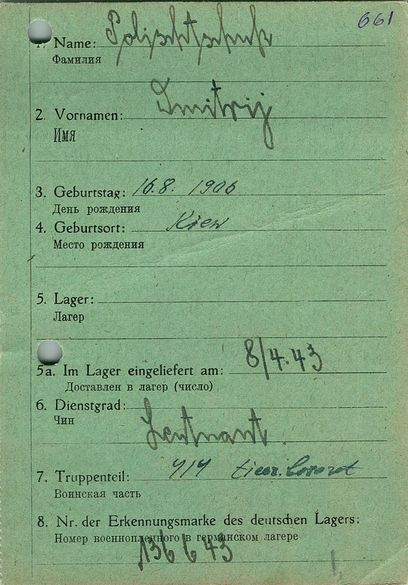 661
1. Name: Polischtschuk
Фамилия
2. Vornamen: Dmitrij
Имя
3. Geburtstag: 16.8. 1906
День рождения
4. Geburtsort: Kiew
Место рождения
5. Lager:
Лагер
5a. Im Lager eingeliefert am: 8/4.43
Доставлен в лагер (число)
6. Dienstgrad:
Чин
Leutnant.
7. Truppenteil:
Воинская часть
8. Nr. der Erkennungsmarke des deutschen Lagers:
Номер военнопленного в германском лагере
136643